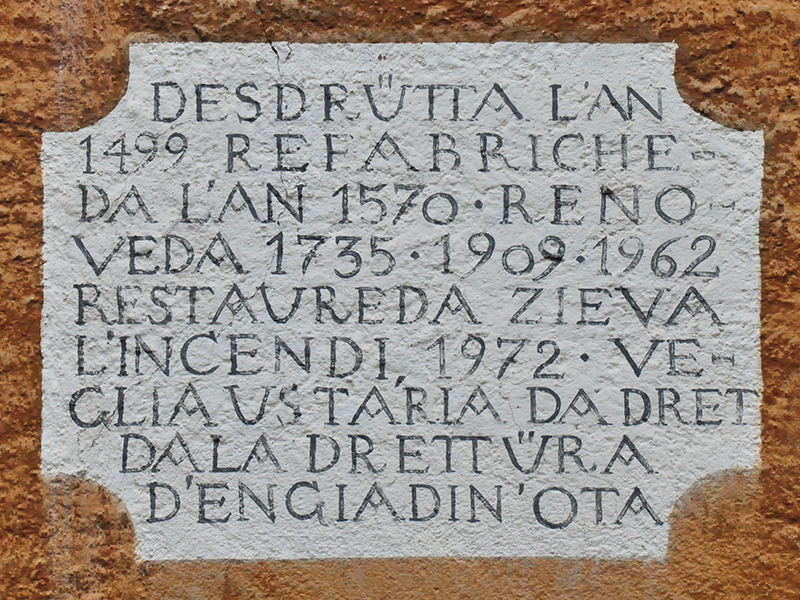 DESDRÜTTA L'AN
1499 REFABRICHE-
DA L'AN 1570 · RENO-
VEDA 1735 · 1909 · 1962
RESTAUREDA ZIEVA
L'INCENDI, 1972 · VE-
GLIA USTARIA DA DRET
DALA DRETTÜRA
D'ENGIADIN'OTA